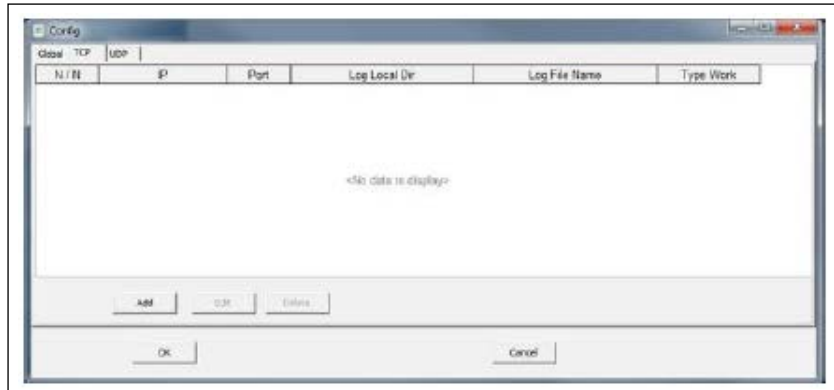 Config
Global TCP UDP
N / N IP Port Log Local Dir Log File Name Type Work
<No data to display>
Add Edit Delete
OK Cancel